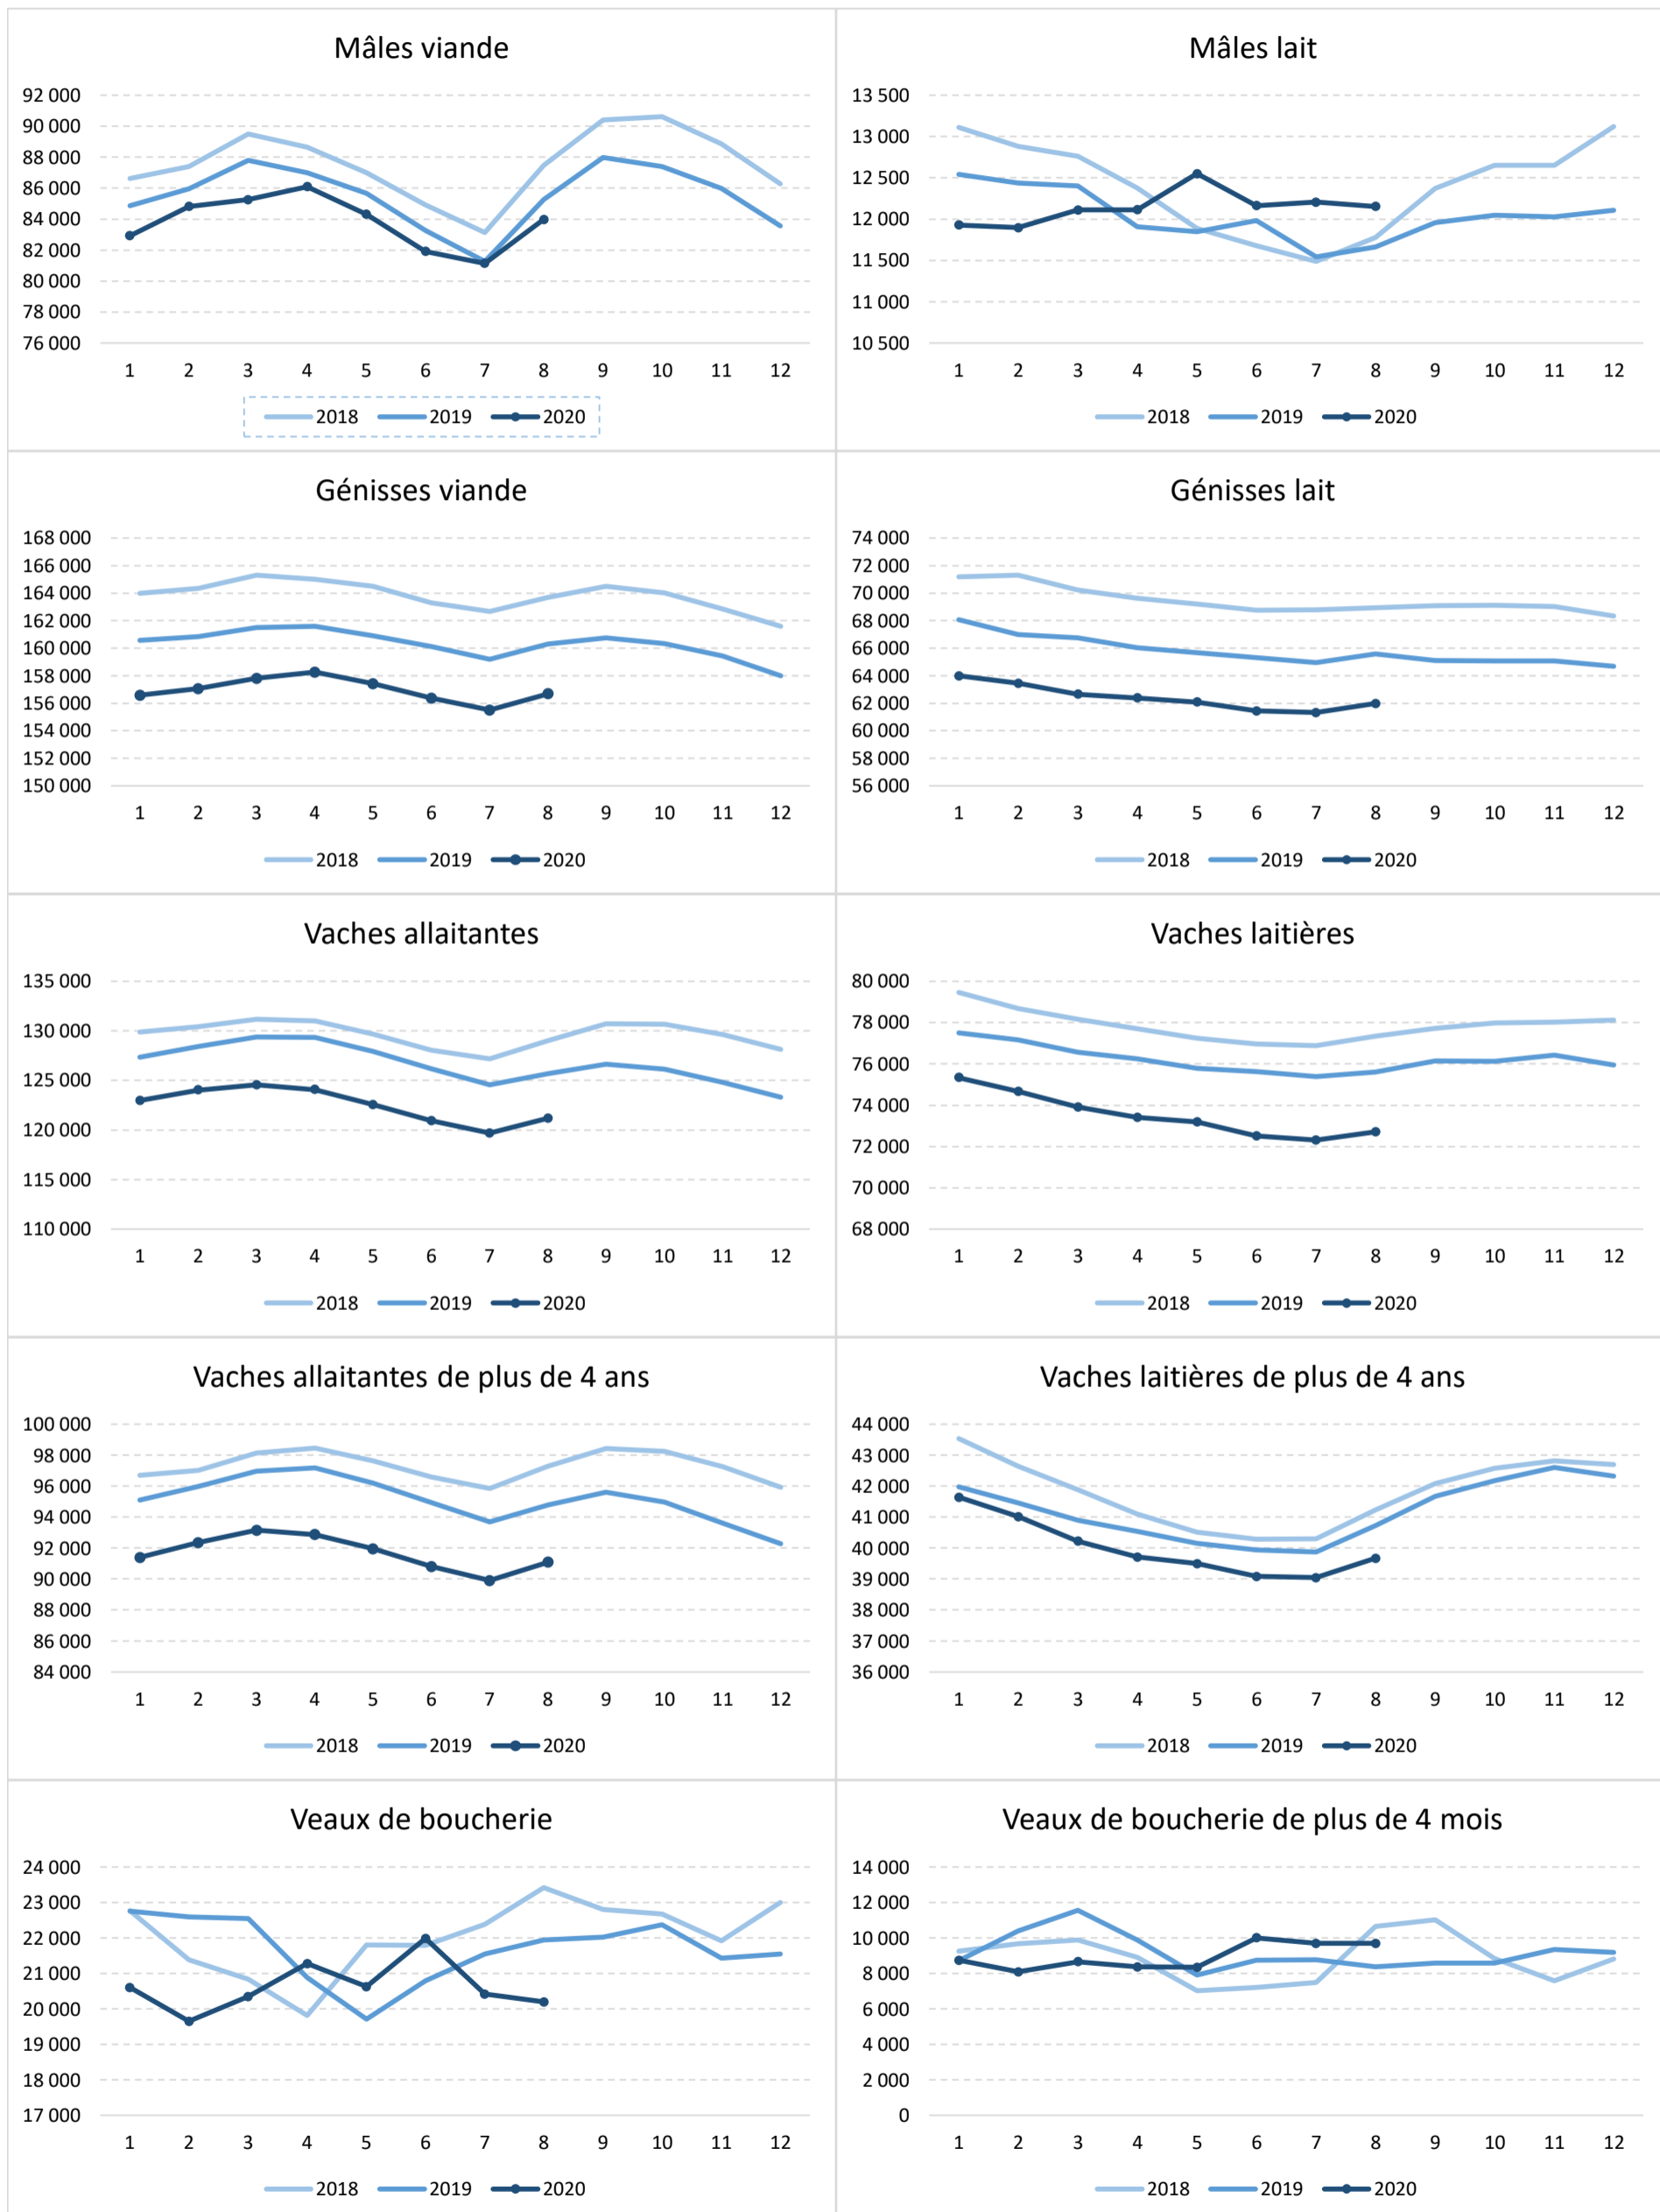 Mâles viande
92 000
90 000
88 000
86 000
84 000
82 000
80 000
78 000
76 000
1 2 3 4 5 6 7 8 9 10 11 12
2018 2019 2020
Mâles lait
13 500
13 000
12 500
12 000
11 500
11 000
10 500
1 2 3 4 5 6 7 8 9 10 11 12
2018 2019 2020
Génisses viande
168 000
166 000
164 000
162 000
160 000
158 000
156 000
154 000
152 000
150 000
1 2 3 4 5 6 7 8 9 10 11 12
2018 2019 2020
Génisses lait
74 000
72 000
70 000
68 000
66 000
64 000
62 000
60 000
58 000
56 000
1 2 3 4 5 6 7 8 9 10 11 12
2018 2019 2020
Vaches allaitantes
135 000
130 000
125 000
120 000
115 000
110 000
1 2 3 4 5 6 7 8 9 10 11 12
2018 2019 2020
Vaches laitières
80 000
78 000
76 000
74 000
72 000
70 000
68 000
1 2 3 4 5 6 7 8 9 10 11 12
2018 2019 2020
Vaches allaitantes de plus de 4 ans
100 000
98 000
96 000
94 000
92 000
90 000
88 000
86 000
84 000
1 2 3 4 5 6 7 8 9 10 11 12
2018 2019 2020
Vaches laitières de plus de 4 ans
44 000
43 000
42 000
41 000
40 000
39 000
38 000
37 000
36 000
1 2 3 4 5 6 7 8 9 10 11 12
2018 2019 2020
Veaux de boucherie
24 000
23 000
22 000
21 000
20 000
19 000
18 000
17 000
1 2 3 4 5 6 7 8 9 10 11 12
2018 2019 2020
Veaux de boucherie de plus de 4 mois
14 000
12 000
10 000
8 000
6 000
4 000
2 000
0
1 2 3 4 5 6 7 8 9 10 11 12
2018 2019 2020